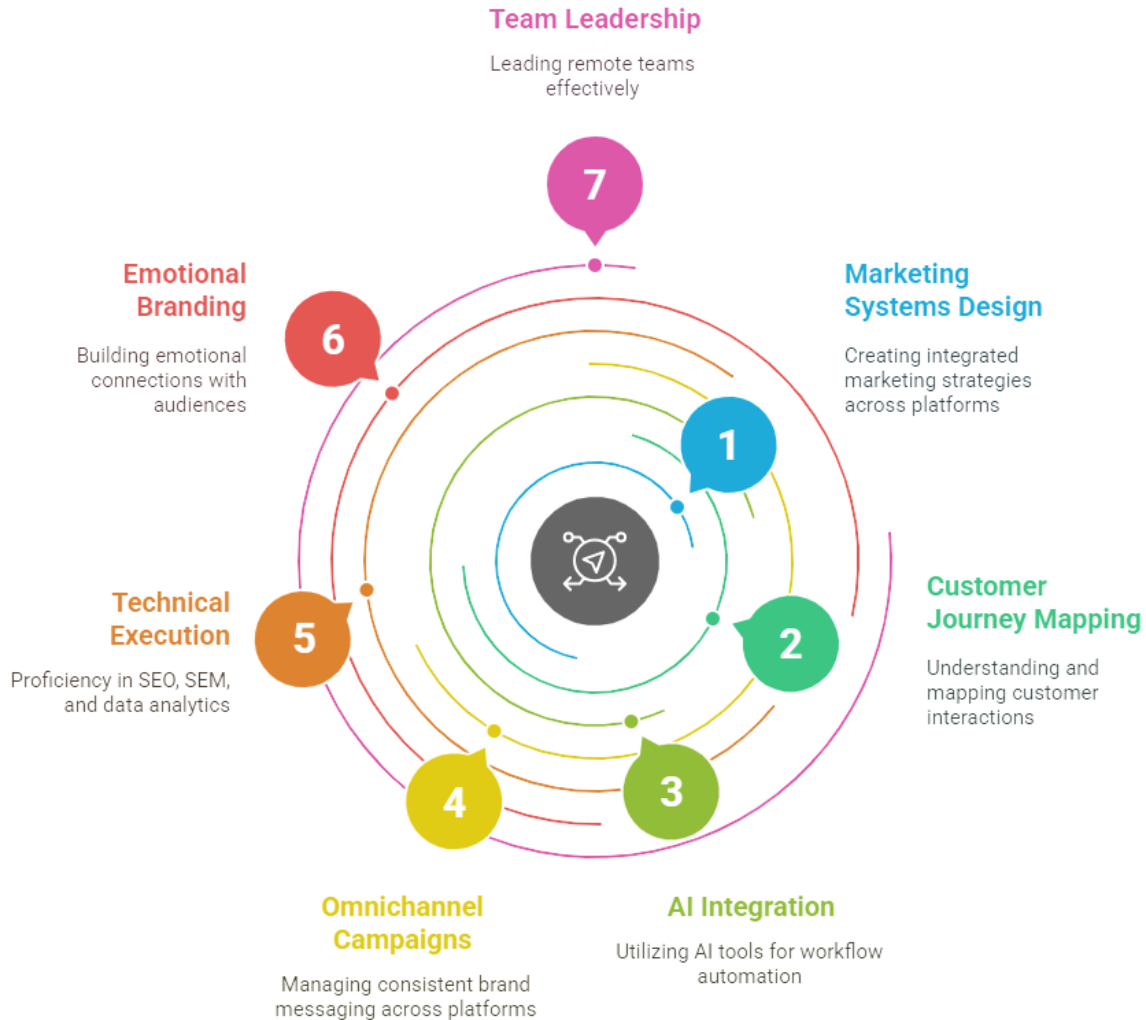 Team Leadership
Leading remote teams
effectively
7
Emotional
Branding
Building emotional
connections with
audiences
6
Marketing
Systems Design
Creating integrated
marketing strategies
across platforms
1
Customer
Journey Mapping
Understanding and
mapping customer
interactions
2
Technical
Execution
Proficiency in SEO, SEM,
and data analytics
5
4
3
Omnichannel
Campaigns
Managing consistent brand
messaging across platforms
AI Integration
Utilizing AI tools for workflow
automation